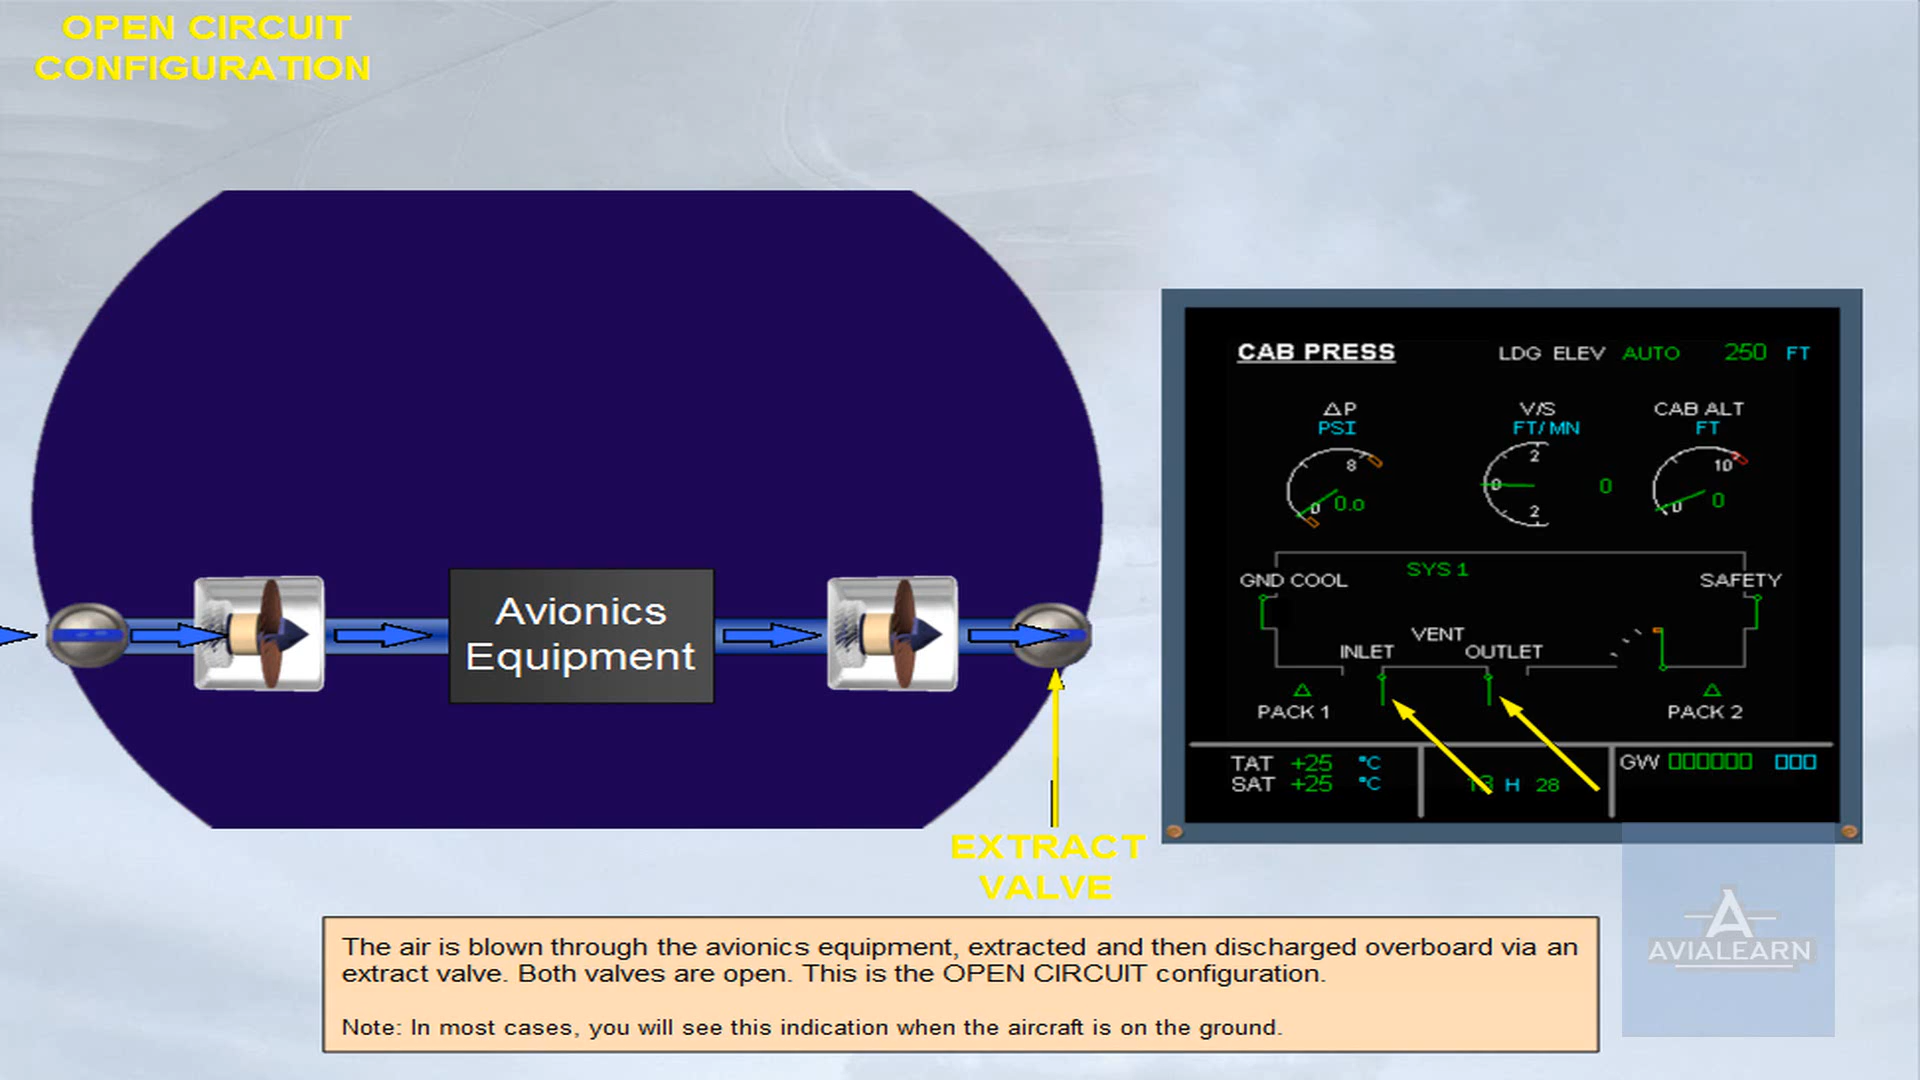 OPEN CIRCUIT
CONFIGURATION
Avionics
Equipment
EXTRACT
VALVE
CAB PRESS LDG ELEV AUTO 250 FT
ΔP V/S CAB ALT
PSI FT/MN FT
8 2 10
0 0
0 0.0 2 0 0
SYS 1
GND COOL SAFETY
VENT
INLET OUTLET
PACK 1 PACK 2
TAT +25 °C GW
SAT +25 °C H 28
The air is blown through the avionics equipment, extracted and then discharged overboard via an
extract valve. Both valves are open. This is the OPEN CIRCUIT configuration.
Note: In most cases, you will see this indication when the aircraft is on the ground.
A
AVIALEARN